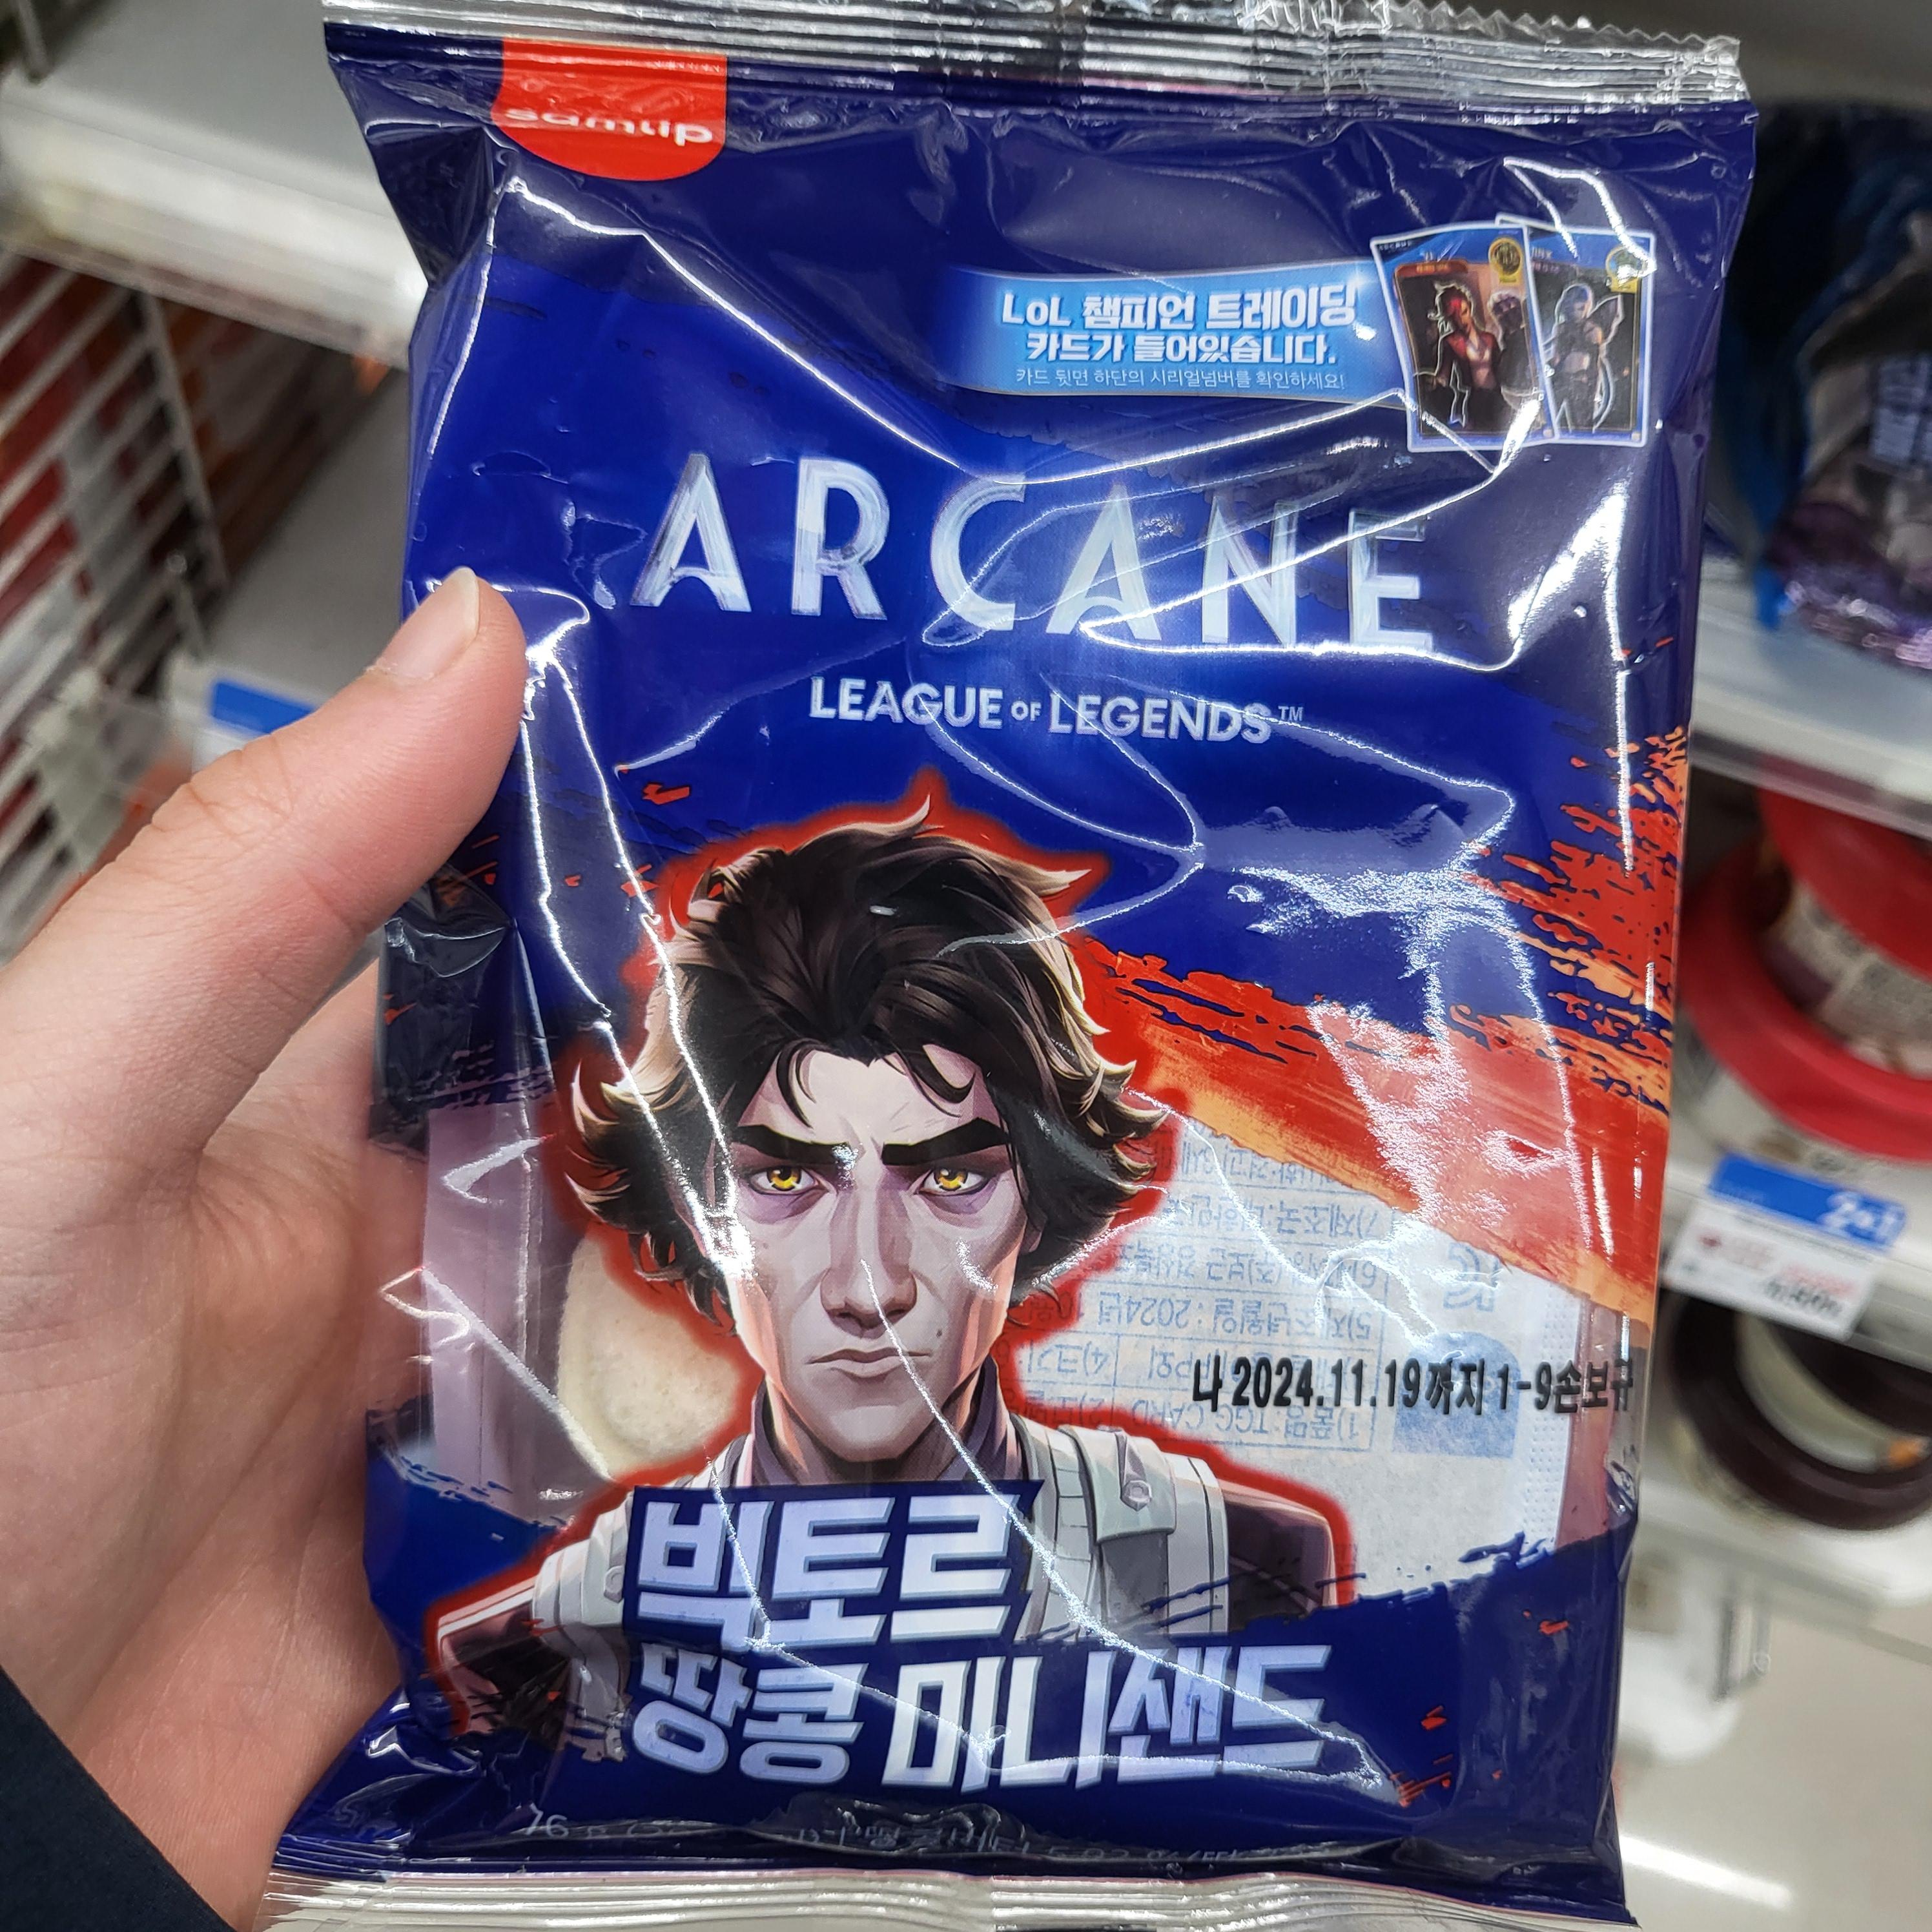 samlip
LoL 챔피언 트레이딩
카드가 들어있습니다.
카드 뒷면 하단의 시리얼넘버를 확인하세요!
ARCANE
LEAGUE OF LEGENDS™
나 2024.11.19까지 1-9손보규
빅토르
땅콩 미니샌드
2+1